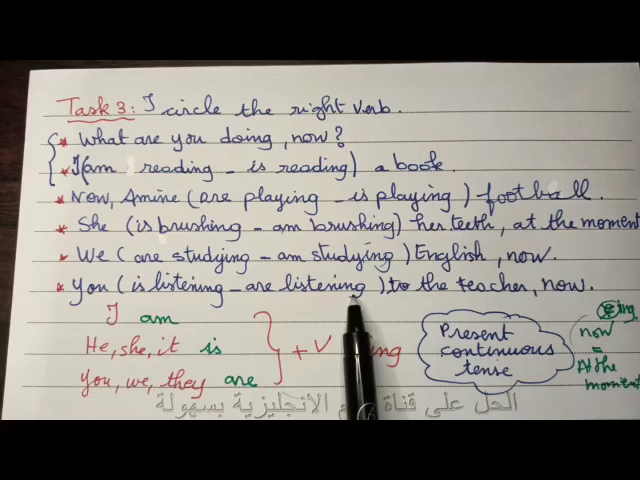 Task 3: I circle the right verb.
* What are you doing, now?
* I (am reading - is reading) a book.
* Now, Amine (are playing - is playing) football.
* She (is brushing - am brushing) her teeth, at the moment
* We (are studying - am studying) English, now.
* You (is listening - are listening) to the teacher, now.
I am
He, she, it is
You, we, they are
+ V ing
Present
continuous
tense
ing
now
=
At the
moment
الحل على قناة الانجليزية بسهولة